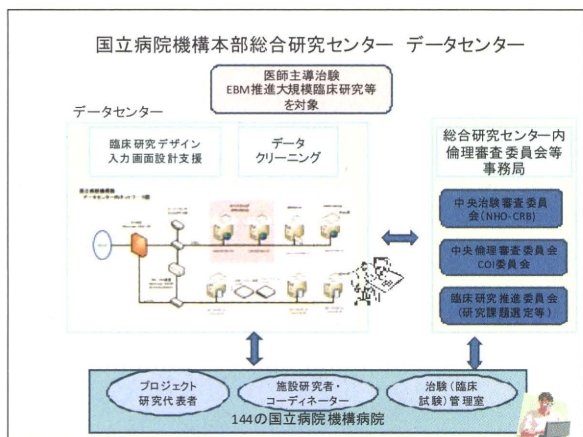 国立病院機構本部総合研究センター データセンター
医師主導治験
EBM推進大規模臨床研究等
を対象
データセンター
臨床研究デザイン
入力画面設計支援
データ
クリーニング
総合研究センター内
倫理審査委員会等
事務局
中央治験審査委員
会(NHO-CRB)
中央倫理審査委員会
COI委員会
臨床研究推進委員会
(研究課題選定等)
プロジェクト
研究代表者
施設研究者・
コーディネーター
治験(臨床
試験)管理室
144の国立病院機構病院